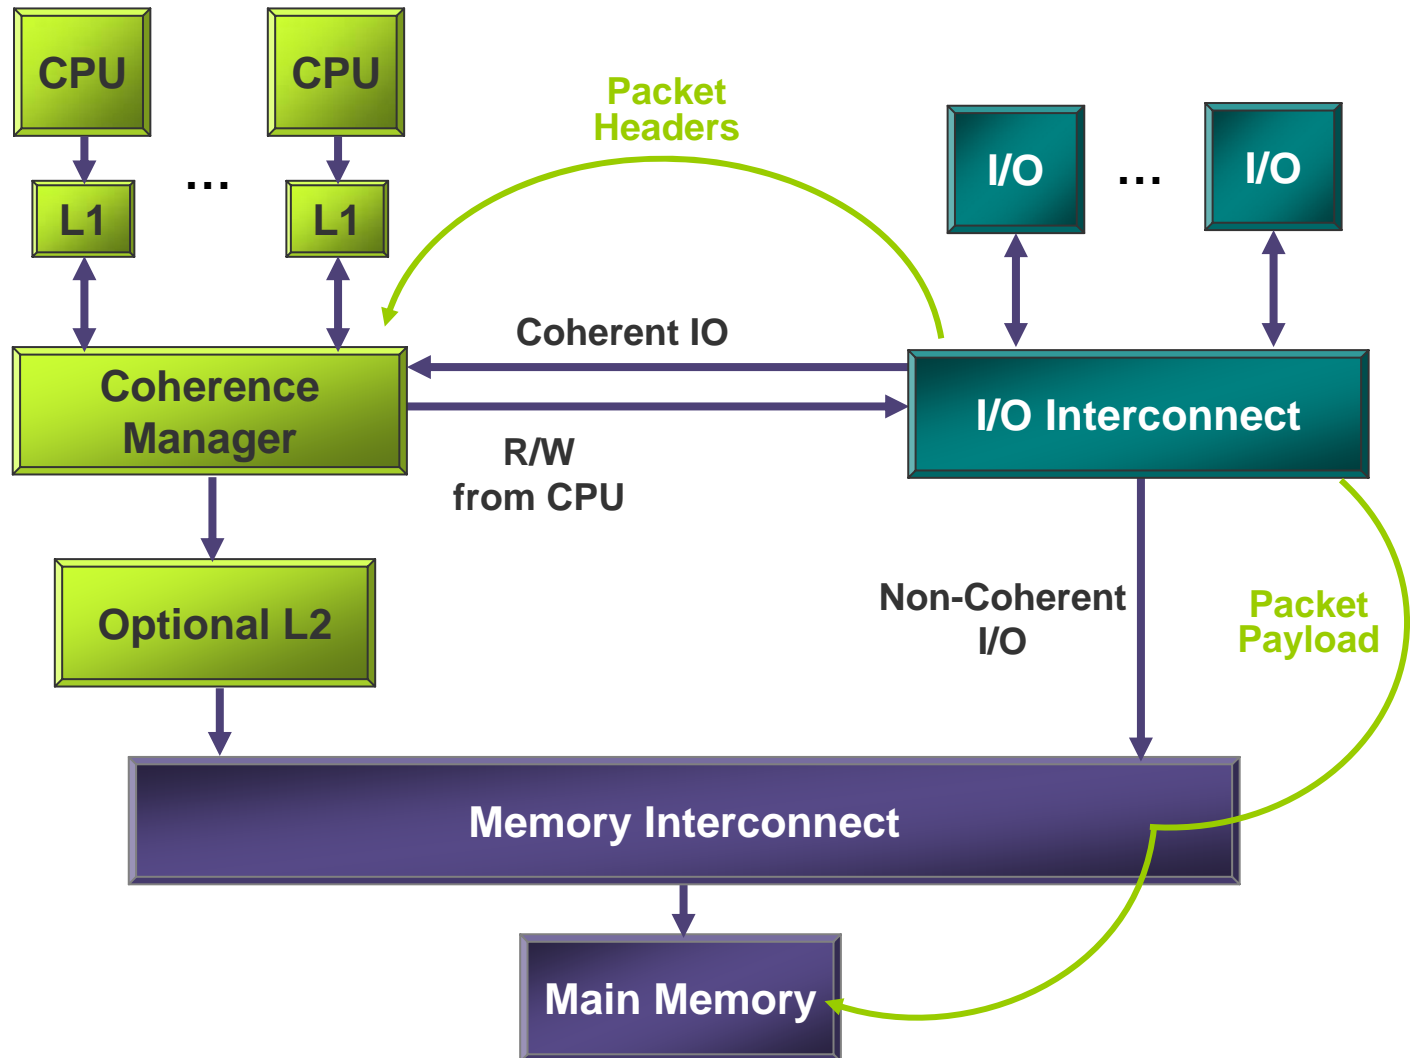 CPU
CPU
Packet
Headers
I/O
...
I/O
...
L1
L1
Coherent IO
Coherence
Manager
I/O Interconnect
R/W
from CPU
Optional L2
Non-Coherent
I/O
Packet
Payload
Memory Interconnect
Main Memory